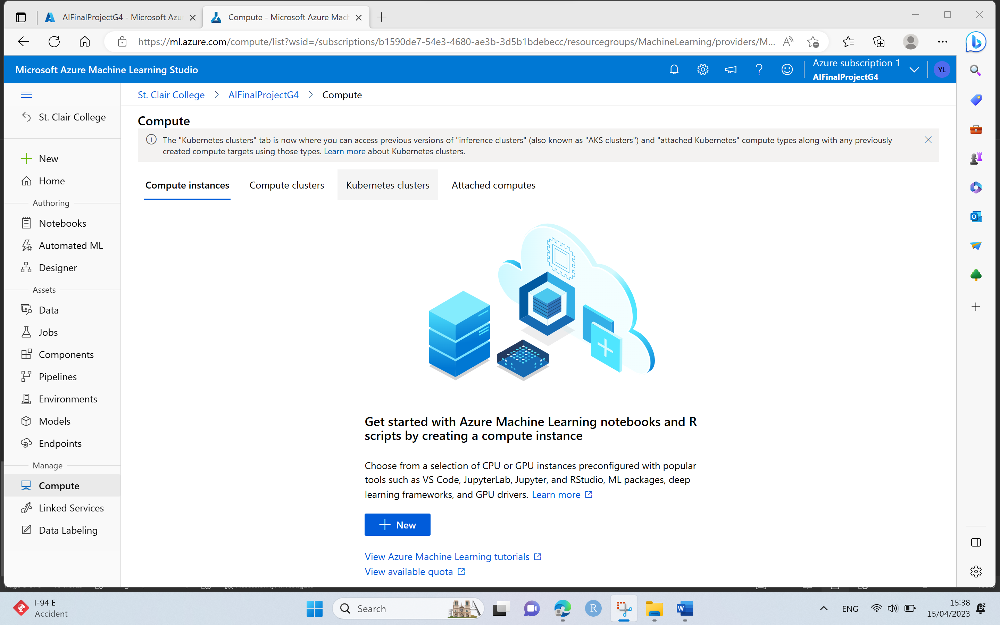 AIFinalProjectG4 - Microsoft Azu
Compute - Microsoft Azure Mach
https://ml.azure.com/compute/list?wsid=/subscriptions/b1590de7-54e3-4680-ae3b-3d5b1bdebecc/resourcegroups/MachineLearning/providers/M...
Microsoft Azure Machine Learning Studio
Azure subscription 1
AIFinalProjectG4
YL
St. Clair College
AIFinalProjectG4
Compute
St. Clair College
New
Home
Authoring
Notebooks
Automated ML
Designer
Assets
Data
Jobs
Components
Pipelines
Environments
Models
Endpoints
Manage
Compute
Linked Services
Data Labeling
Compute
The "Kubernetes clusters" tab is now where you can access previous versions of "inference clusters" (also known as "AKS clusters") and "attached Kubernetes" compute types along with any previously
created compute targets using those types. Learn more about Kubernetes clusters.
Compute instances
Compute clusters
Kubernetes clusters
Attached computes
Get started with Azure Machine Learning notebooks and R
scripts by creating a compute instance
Choose from a selection of CPU or GPU instances preconfigured with popular
tools such as VS Code, JupyterLab, Jupyter, and RStudio, ML packages, deep
learning frameworks, and GPU drivers. Learn more
New
View Azure Machine Learning tutorials
View available quota
I-94 E
Accident
Search
ENG
15:38
15/04/2023